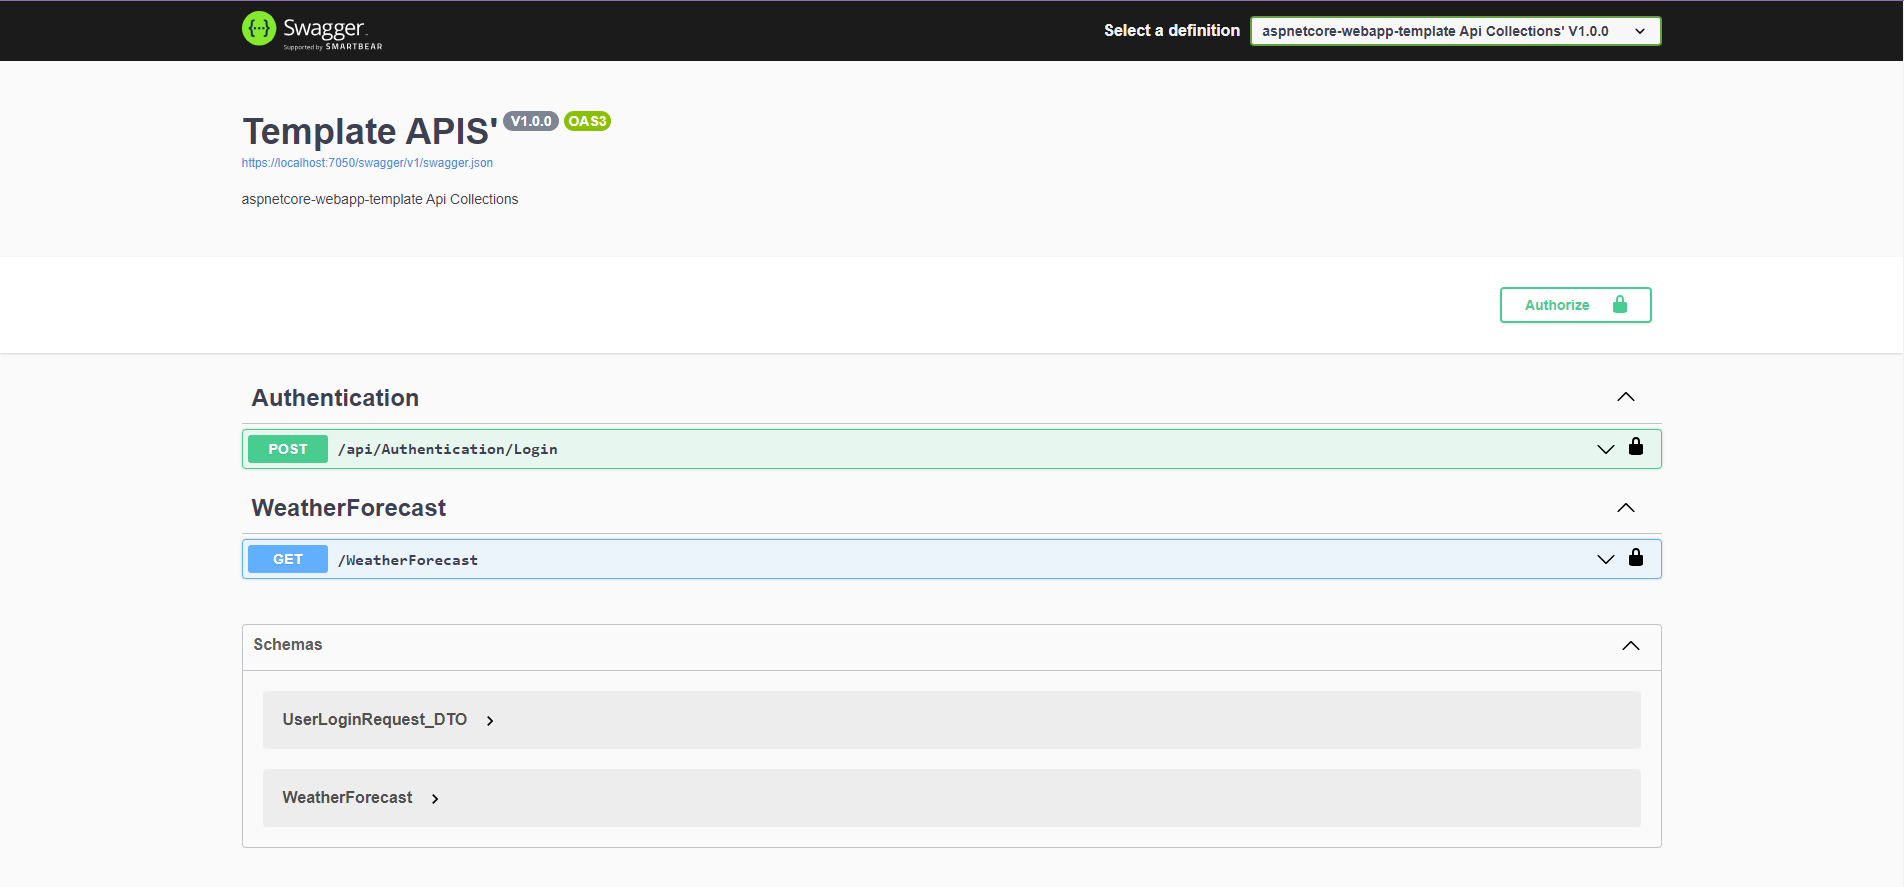 Swagger
Supported by SMARTBEAR
Select a definition
aspnetcore-webapp-template Api Collections' V1.0.0
Template APIS' V1.0.0 OAS3
https://localhost:7050/swagger/v1/swagger.json
aspnetcore-webapp-template Api Collections
Authorize
Authentication
POST /api/Authentication/Login
WeatherForecast
GET /WeatherForecast
Schemas
UserLoginRequest_DTO
WeatherForecast